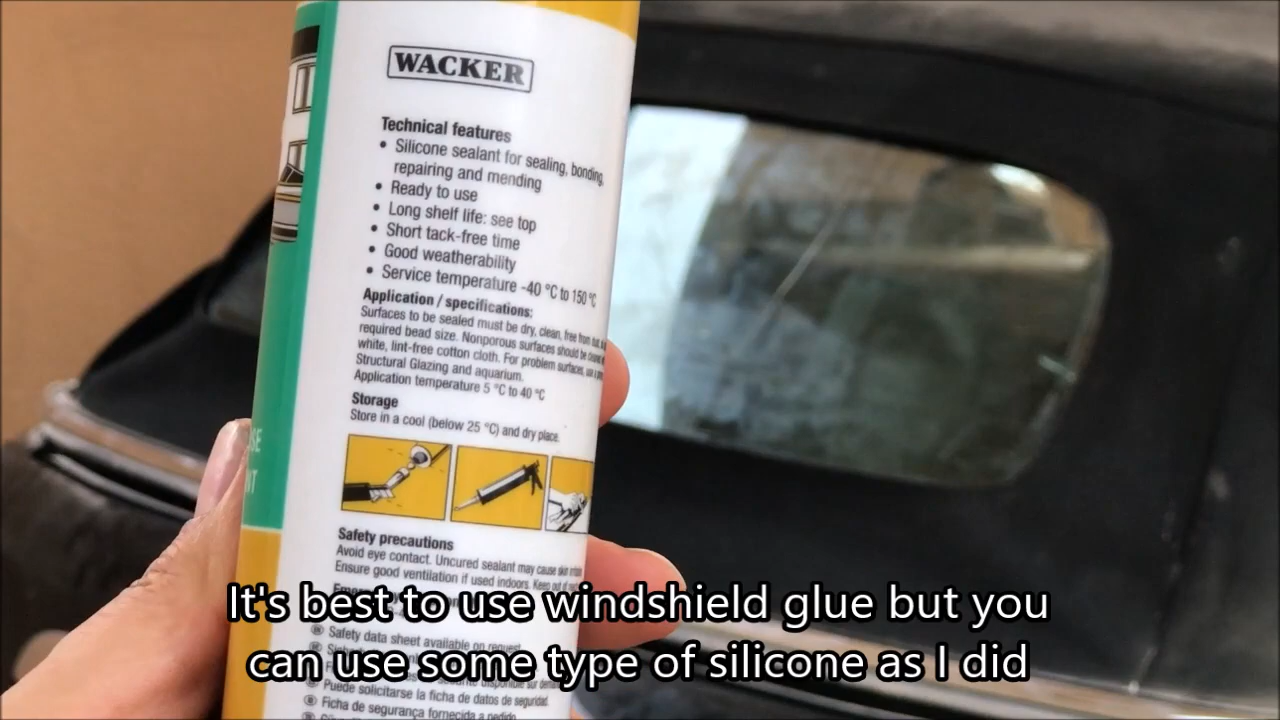 WACKER
Technical features
• Silicone sealant for sealing, bonding,
repairing and mending
• Ready to use
• Long shelf life: see top
• Short tack-free time
• Good weatherability
• Service temperature -40 °C to 150 °C
Application / specifications:
Surfaces to be sealed must be dry, clean, free from
required bead size. Nonporous surfaces should be
white, lint-free cotton cloth. For problem surfaces, use a
Structural Glazing and aquarium.
Application temperature 5 °C to 40 °C
Storage
Store in a cool (below 25 °C) and dry place.
Safety precautions
Avoid eye contact. Uncured sealant may cause skin
Ensure good ventilation if used indoors. Keep out of
It's best to use windshield glue but you
Safety data sheet available on request
can use some type of silicone as I did
Puede solicitarse la ficha de datos de seguridad.
Ficha de segurança fornecida a pedido.